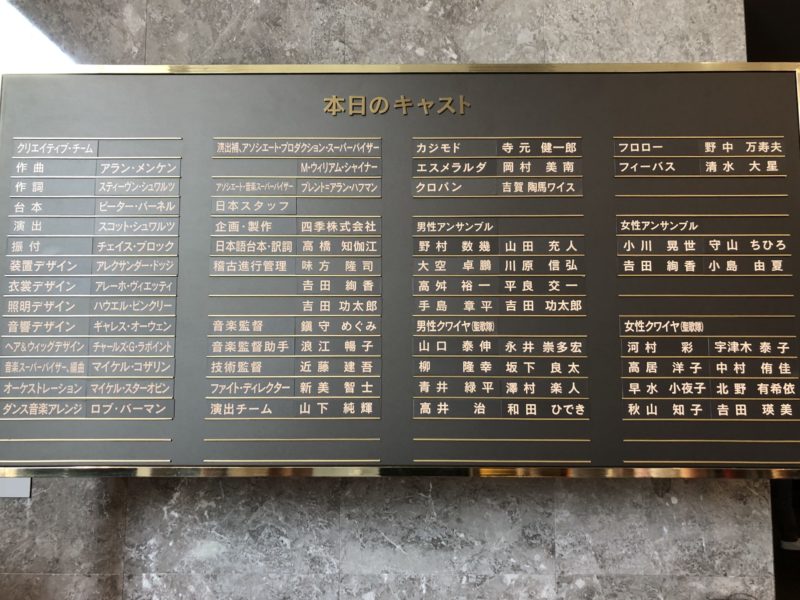 本日のキャスト
クリエイティブ・チーム
作曲 アラン・メンケン
作詞 スティーヴン・シュワルツ
台本 ピーター・パーネル
演出 スコット・シュワルツ
振付 チェイス・ブロック
装置デザイン アレクサンダー・ドッジ
衣裳デザイン アレーホ・ヴィエッティ
照明デザイン ハウエル・ビンクリー
音響デザイン ギャレス・オーウェン
ヘア&ウィッグデザイン チャールズ・G・ラポイント
音楽スーパーバイザー、編曲 マイケル・コザリン
オーケストレーション マイケル・スターオビン
ダンス音楽アレンジ ロブ・バーマン
演出補、アソシエート・プロダクション・スーパーバイザー
M・ウィリアム・シャイナー
アソシエート・音楽スーパーバイザー ブレント=アラン・ハフマン
日本スタッフ
企画・製作 四季株式会社
日本語台本・訳詞 高橋 知伽江
稽古進行管理 味方 隆司
吉田 絢香
吉田 功太郎
音楽監督 鎮守 めぐみ
音楽監督助手 浪江 暢子
技術監督 近藤 建吾
ファイト・ディレクター 新美 智士
演出チーム 山下 純輝
カジモド 寺元 健一郎
エスメラルダ 岡村 美南
クロパン 吉賀 陶馬ワイス
男性アンサンブル
野村 数幾 山田 充人
大空 卓鵬 川原 信弘
高舛 裕一 平良 交一
手島 章平 吉田 功太郎
男性クワイヤ(聖歌隊)
山口 泰伸 永井 崇多宏
柳 隆幸 坂下 良太
青井 緑平 澤村 楽人
高井 治 和田 ひでき
フロロー 野中 万寿夫
フィーバス 清水 大星
女性アンサンブル
小川 晃世 守山 ちひろ
吉田 絢香 小島 由夏
女性クワイヤ(聖歌隊)
河村 彩 宇津木 泰子
高居 洋子 中村 侑佳
早水 小夜子 北野 有希依
秋山 知子 吉田 瑛美